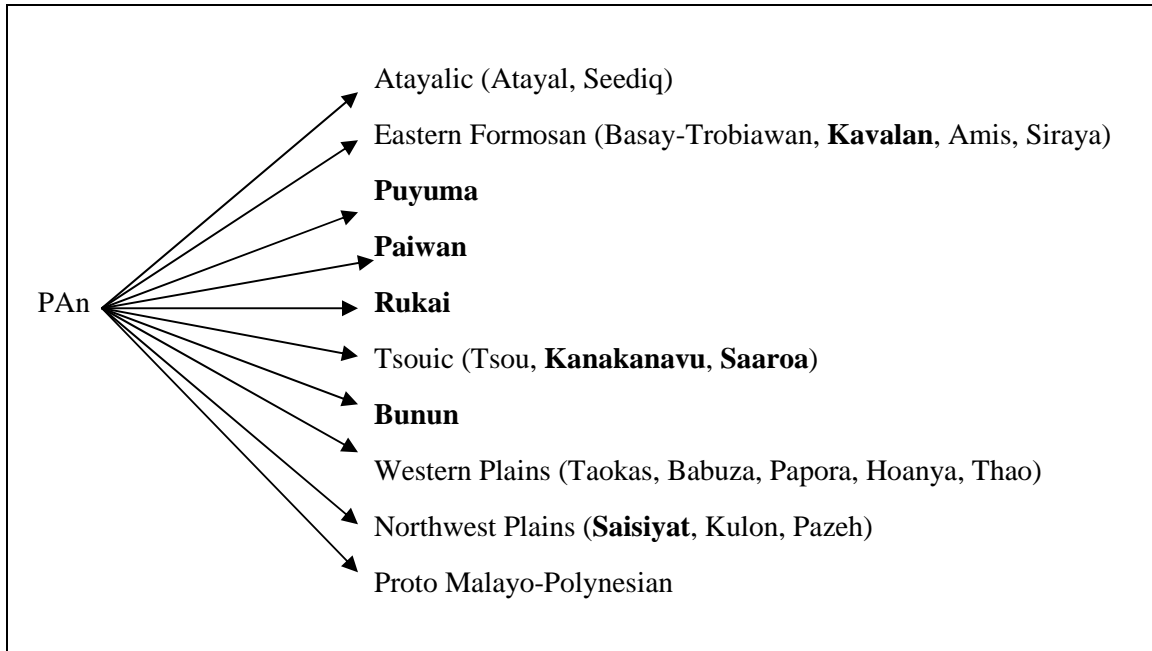 Atayalic (Atayal, Seediq)
Eastern Formosan (Basay-Trobiawan, Kavalan, Amis, Siraya)
Puyuma
Paiwan
PAn
Rukai
Tsouic (Tsou, Kanakanavu, Saaroa)
Bunun
Western Plains (Taokas, Babuza, Papora, Hoanya, Thao)
Northwest Plains (Saisiyat, Kulon, Pazeh)
Proto Malayo-Polynesian